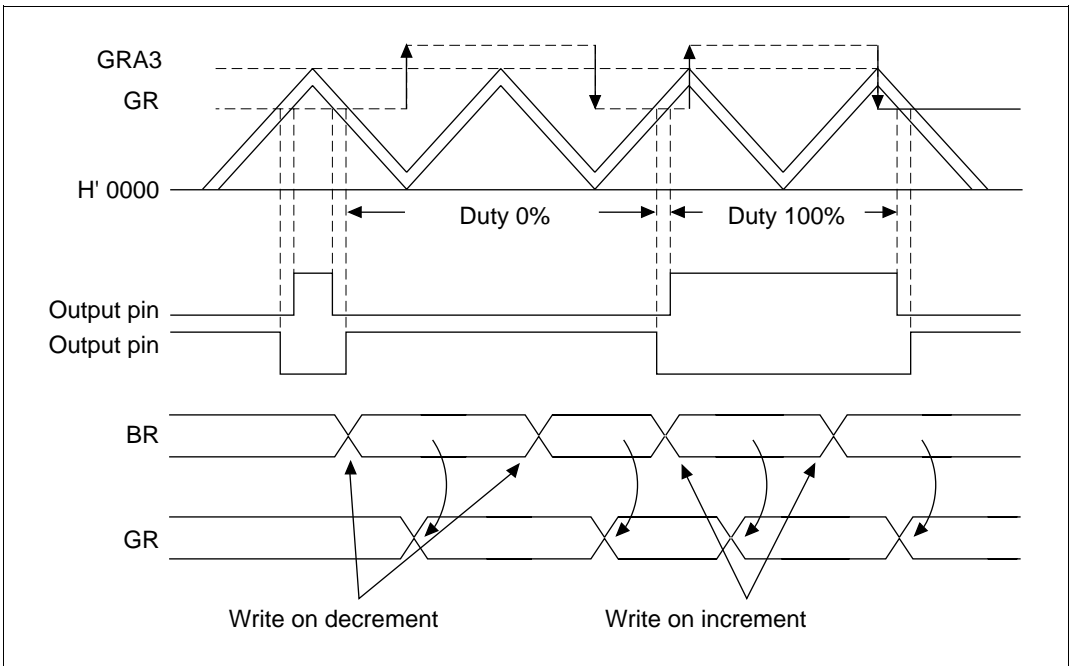 GRA3
GR
H' 0000
Duty 0%
Duty 100%
Output pin
Output pin
BR
GR
Write on decrement
Write on increment